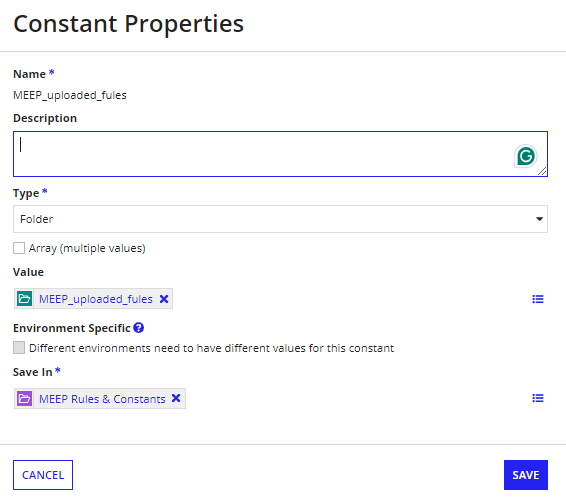 Constant Properties
Name *
MEEP_uploaded_fules
Description
Type *
Folder
Array (multiple values)
Value
MEEP_uploaded_fules
Environment Specific
Different environments need to have different values for this constant
Save In *
MEEP Rules & Constants
CANCEL
SAVE